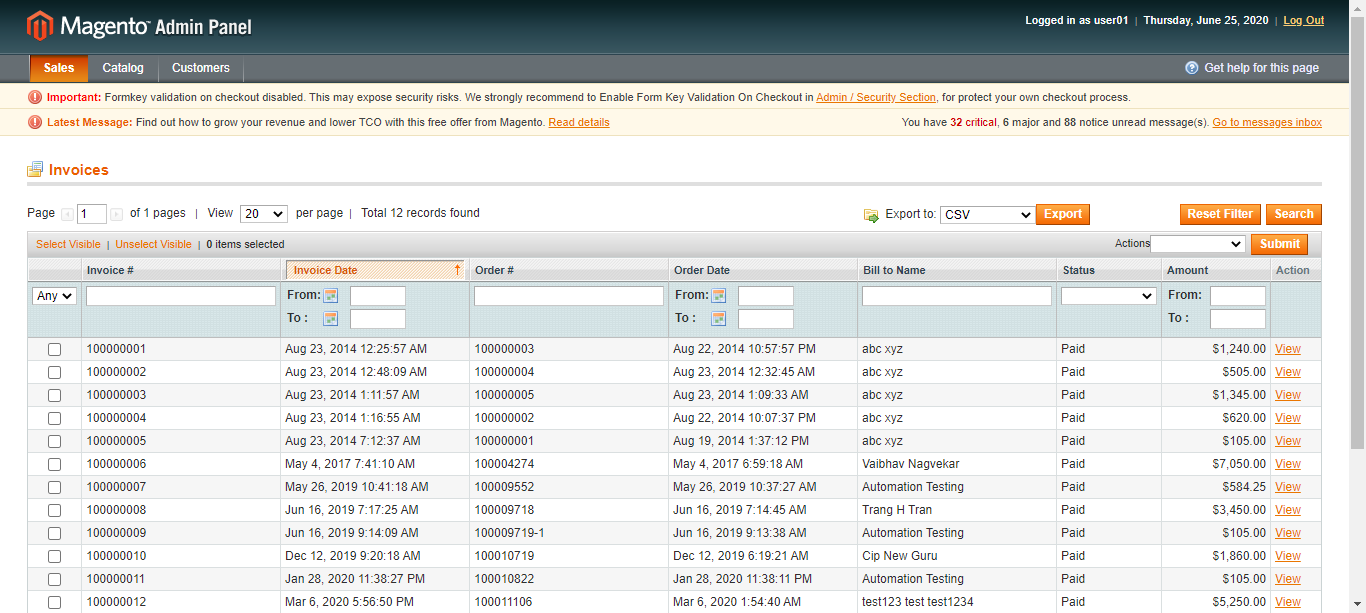 Magento™ Admin Panel
Logged in as user01 | Thursday, June 25, 2020 | Log Out
Sales Catalog Customers Get help for this page
Important: Formkey validation on checkout disabled. This may expose security risks. We strongly recommend to Enable Form Key Validation On Checkout in Admin / Security Section, for protect your own checkout process.
Latest Message: Find out how to grow your revenue and lower TCO with this free offer from Magento. Read details You have 32 critical, 6 major and 88 notice unread message(s). Go to messages inbox
Invoices
Page 1 of 1 pages | View 20 per page | Total 12 records found Export to: CSV Export Reset Filter Search
Select Visible | Unselect Visible | 0 items selected Actions Submit
Invoice # Invoice Date Order # Order Date Bill to Name Status Amount Action
Any From: From: From:
To : To : To :
100000001 Aug 23, 2014 12:25:57 AM 100000003 Aug 22, 2014 10:57:57 PM abc xyz Paid $1,240.00 View
100000002 Aug 23, 2014 12:48:09 AM 100000004 Aug 23, 2014 12:32:45 AM abc xyz Paid $505.00 View
100000003 Aug 23, 2014 1:11:57 AM 100000005 Aug 23, 2014 1:09:33 AM abc xyz Paid $1,345.00 View
100000004 Aug 23, 2014 1:16:55 AM 100000002 Aug 22, 2014 10:07:37 PM abc xyz Paid $620.00 View
100000005 Aug 23, 2014 7:12:37 AM 100000001 Aug 19, 2014 1:37:12 PM abc xyz Paid $105.00 View
100000006 May 4, 2017 7:41:10 AM 100004274 May 4, 2017 6:59:18 AM Vaibhav Nagvekar Paid $7,050.00 View
100000007 May 26, 2019 10:41:18 AM 100009552 May 26, 2019 10:37:27 AM Automation Testing Paid $584.25 View
100000008 Jun 16, 2019 7:17:25 AM 100009718 Jun 16, 2019 7:14:45 AM Trang H Tran Paid $3,450.00 View
100000009 Jun 16, 2019 9:14:09 AM 100009719-1 Jun 16, 2019 9:13:38 AM Automation Testing Paid $105.00 View
100000010 Dec 12, 2019 9:20:18 AM 100010719 Dec 12, 2019 6:19:21 AM Cip New Guru Paid $1,860.00 View
100000011 Jan 28, 2020 11:38:27 PM 100010822 Jan 28, 2020 11:38:11 PM Automation Testing Paid $105.00 View
100000012 Mar 6, 2020 5:56:50 PM 100011106 Mar 6, 2020 1:54:40 AM test123 test test1234 Paid $5,250.00 View